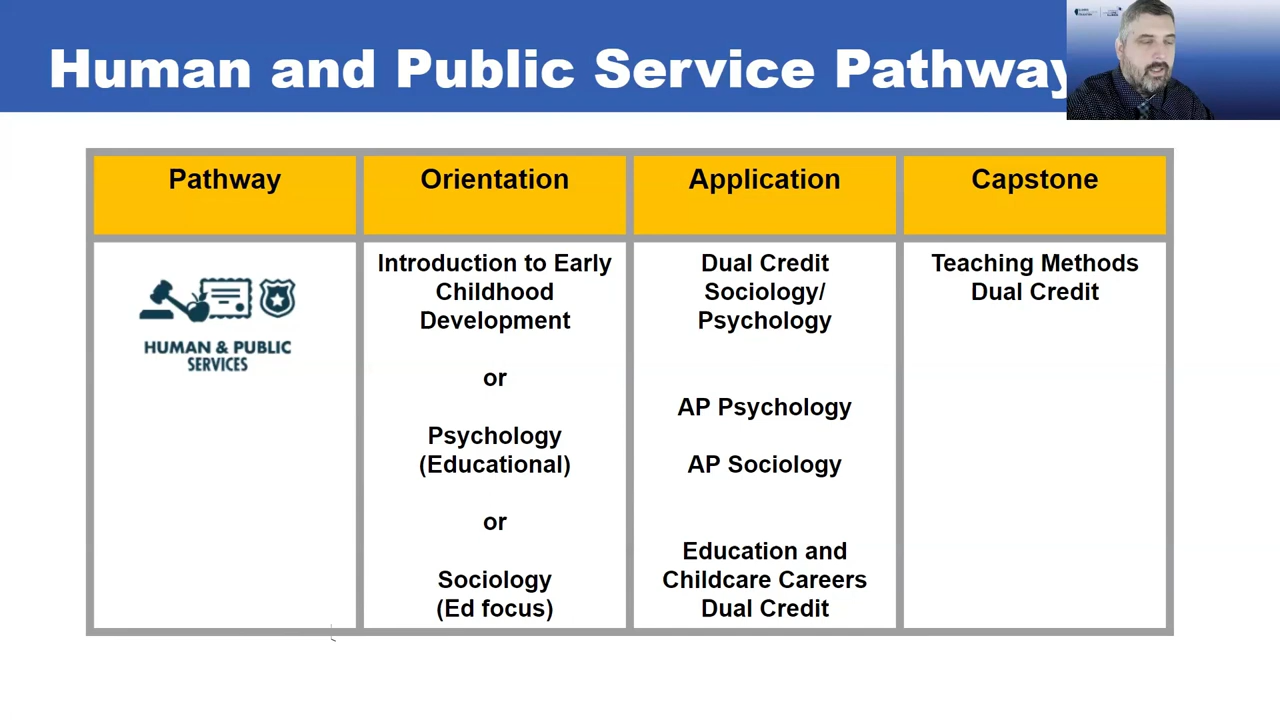 Human and Public Service Pathway
Pathway
Orientation
Application
Capstone
HUMAN & PUBLIC
SERVICES
Introduction to Early
Childhood
Development
or
Psychology
(Educational)
or
Sociology
(Ed focus)
Dual Credit
Sociology/
Psychology
AP Psychology
AP Sociology
Education and
Childcare Careers
Dual Credit
Teaching Methods
Dual Credit